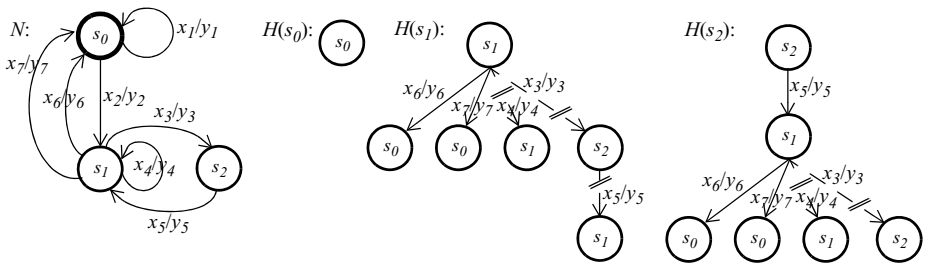 N:
s0
x1/y1
x7/y7
x6/y6
x2/y2
x3/y3
s1
x4/y4
s2
x5/y5
H(s0):
s0
H(s1):
s1
x6/y6
x7/y7
x4/y4
x3/y3
s0
s0
s1
s2
x5/y5
s1
H(s2):
s2
x5/y5
s1
x6/y6
x7/y7
x4/y4
x3/y3
s0
s0
s1
s2